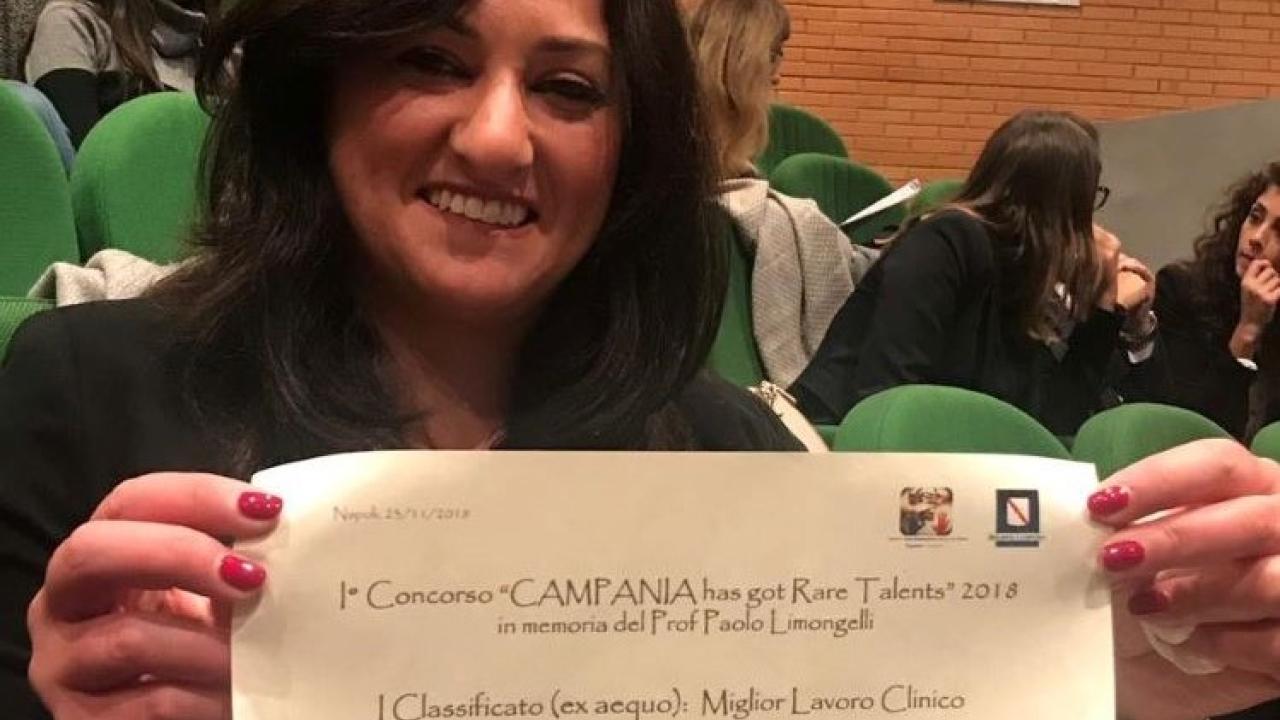 Napoli, 23/11/2018
I° Concorso "CAMPANIA has got Rare Talents" 2018
in memoria del Prof Paolo Limongelli
I Classificato (ex aequo): Miglior Lavoro Clinico